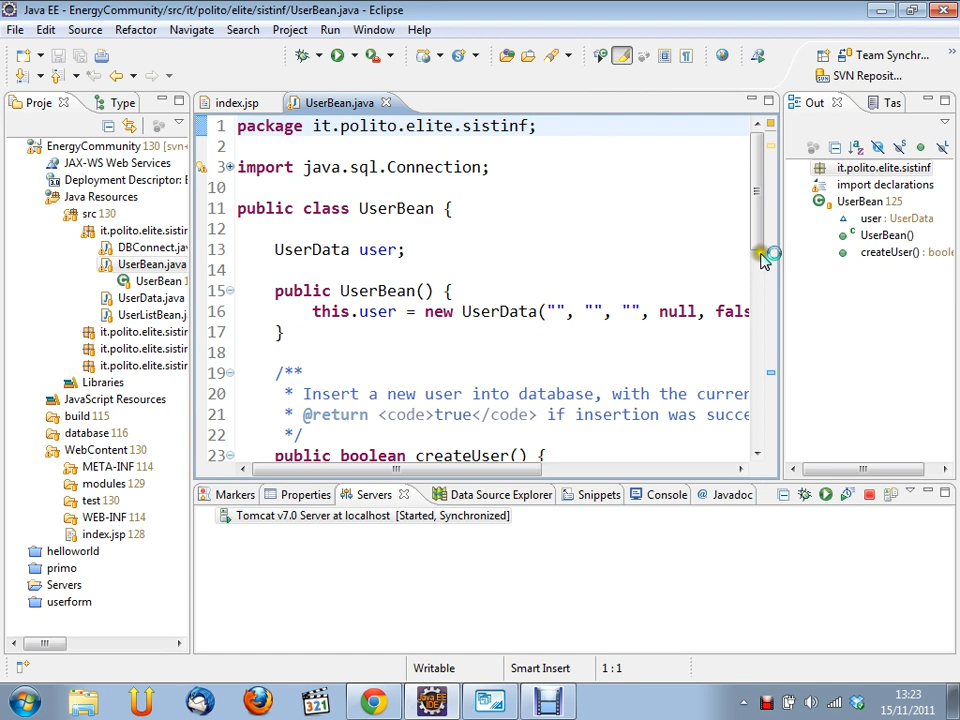 Java EE - EnergyCommunity/src/it/polito/elite/sistinf/UserBean.java - Eclipse
File Edit Source Refactor Navigate Search Project Run Window Help
Team Synchr...
SVN Reposit...
Proje
Type
index.jsp
UserBean.java
Out
Tas
EnergyCommunity 130 [svn+
JAX-WS Web Services
Deployment Descriptor: E
Java Resources
src 130
it.polito.elite.sistinf
DBConnect.jav
UserBean.java
UserBean 1
UserData.java
UserListBean.j
it.polito.elite.sistinf
it.polito.elite.sistinf
it.polito.elite.sistinf
Libraries
JavaScript Resources
build 115
database 116
WebContent 130
META-INF 114
modules 129
test 130
WEB-INF 114
index.jsp 128
helloworld
primo
Servers
userform
1 package it.polito.elite.sistinf;
2
3 import java.sql.Connection;
10
11 public class UserBean {
12
13 UserData user;
14
15 public UserBean() {
16 this.user = new UserData("", "", "", null, fals
17 }
18
19 /**
20 * Insert a new user into database, with the curren
21 * @return <code>true</code> if insertion was succe
22 */
23 public boolean createUser() {
it.polito.elite.sistinf
import declarations
UserBean 125
user : UserData
UserBean()
createUser() : boole
Markers
Properties
Servers
Data Source Explorer
Snippets
Console
Javadoc
Tomcat v7.0 Server at localhost [Started, Synchronized]
Writable
Smart Insert
1 : 1
321
Java EE
IDE
13:23
15/11/2011